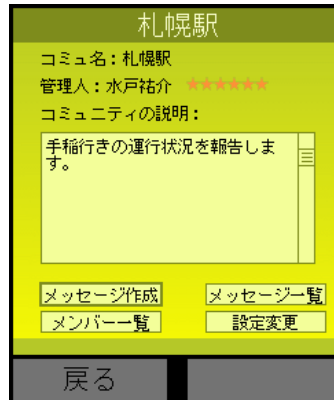 札幌駅
コミュ名：札幌駅
管理人：水戸祐介 ★★★★★★
コミュニティの説明：
手稲行きの運行状況を報告しま
す。
メッセージ作成 メッセージ一覧
メンバー一覧 設定変更
戻る